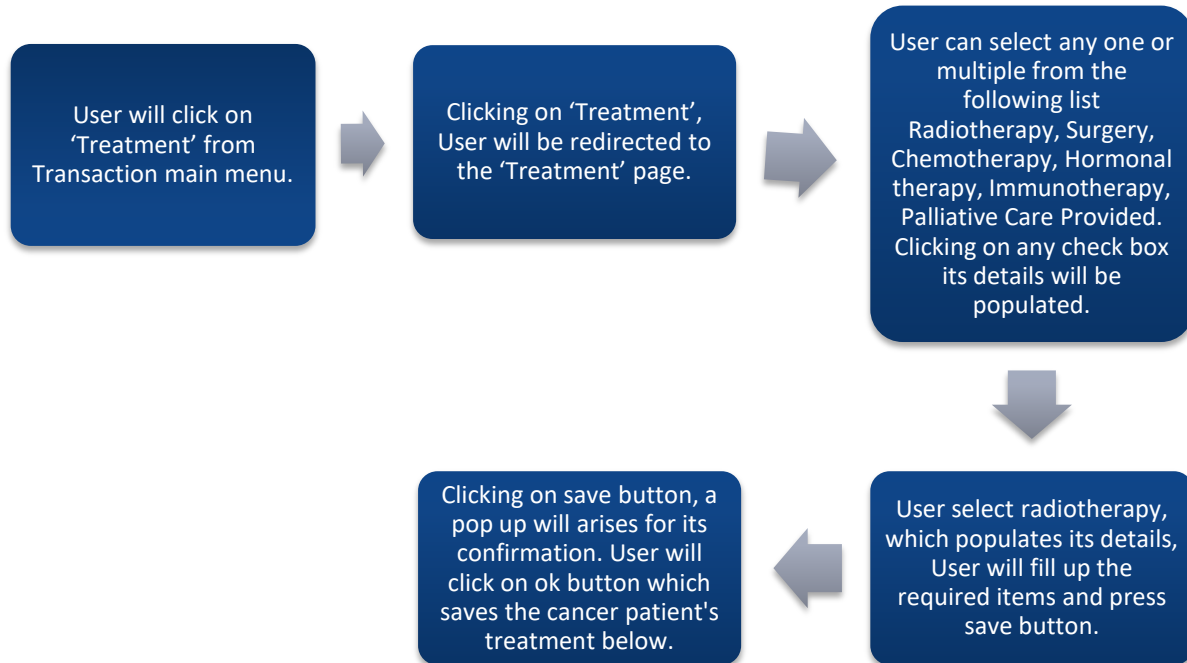 User will click on
‘Treatment’ from
Transaction main menu.
Clicking on ‘Treatment’,
User will be redirected to
the ‘Treatment’ page.
User can select any one or
multiple from the
following list
Radiotherapy, Surgery,
Chemotherapy, Hormonal
therapy, Immunotherapy,
Palliative Care Provided.
Clicking on any check box
its details will be
populated.
User select radiotherapy,
which populates its details,
User will fill up the
required items and press
save button.
Clicking on save button, a
pop up will arises for its
confirmation. User will
click on ok button which
saves the cancer patient's
treatment below.